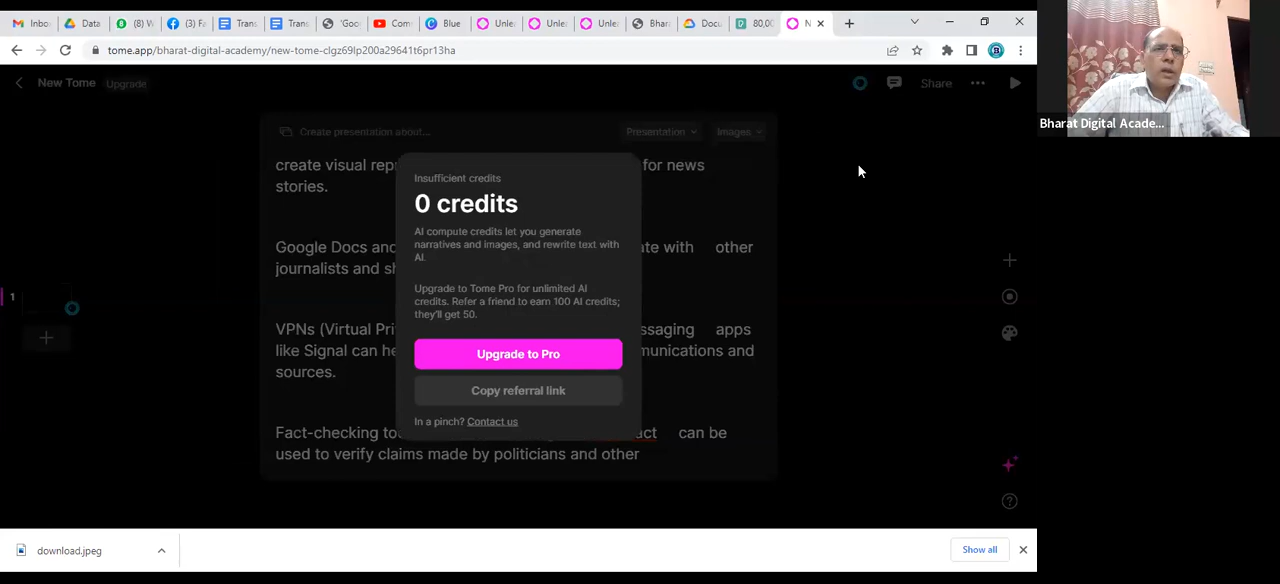 Inbo
Data
(8) W
(3) Fa
Trans
Trans
'Goo
Com
Blue
Unle
Unle
Unle
Bhara
Docu
80,00
N
tome.app/bharat-digital-academy/new-tome-clgz69lp200a29641t6pr13ha
New Tome Upgrade
Share
Create presentation about...
Presentation
Images
create visual rep
for news
stories.
Insufficient credits
0 credits
AI compute credits let you generate
narratives and images, and rewrite text with
AI.
Google Docs and
ate with other
journalists and sh
Upgrade to Tome Pro for unlimited AI
credits. Refer a friend to earn 100 AI credits;
they'll get 50.
1
VPNs (Virtual Pri
ssaging apps
like Signal can he
munications and
sources.
Upgrade to Pro
Copy referral link
In a pinch? Contact us
Fact-checking too
act can be
used to verify claims made by politicians and other
download.jpeg
Show all
Bharat Digital Acade...